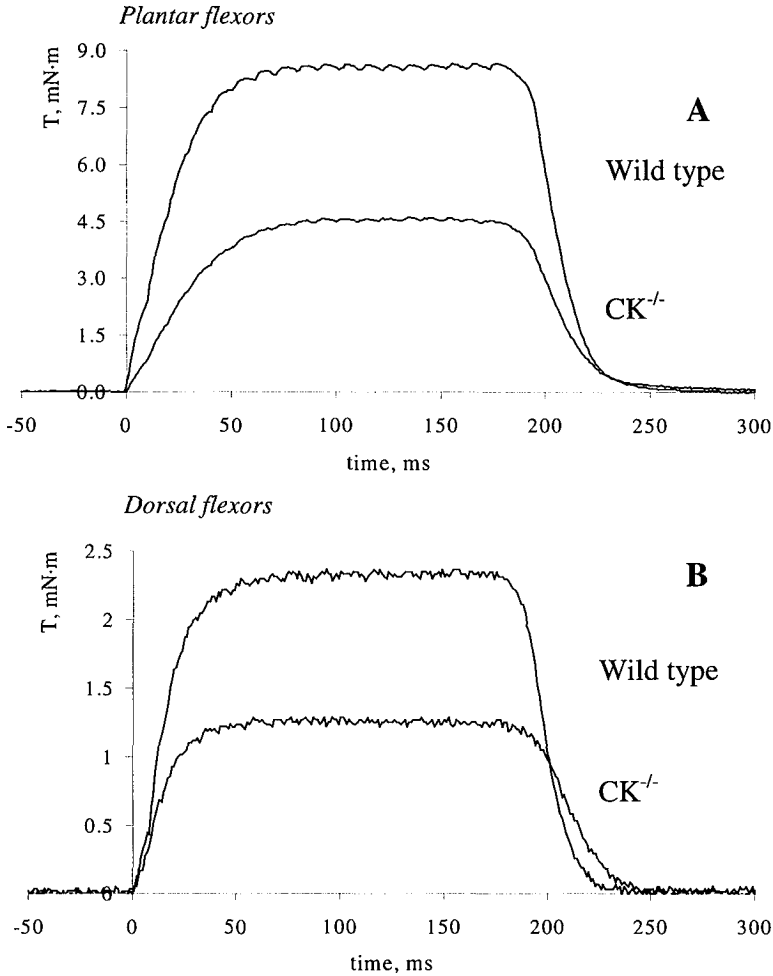 Plantar flexors
T, mN·m
9.0
7.5
6.0
4.5
3.0
1.5
0.0
A
Wild type
CK-/-
-50 0 50 100 150 200 250 300
time, ms
Dorsal flexors
T, mN·m
2.5
2
1.5
1
0.5
0
B
Wild type
CK-/-
-50 0 50 100 150 200 250 300
time, ms